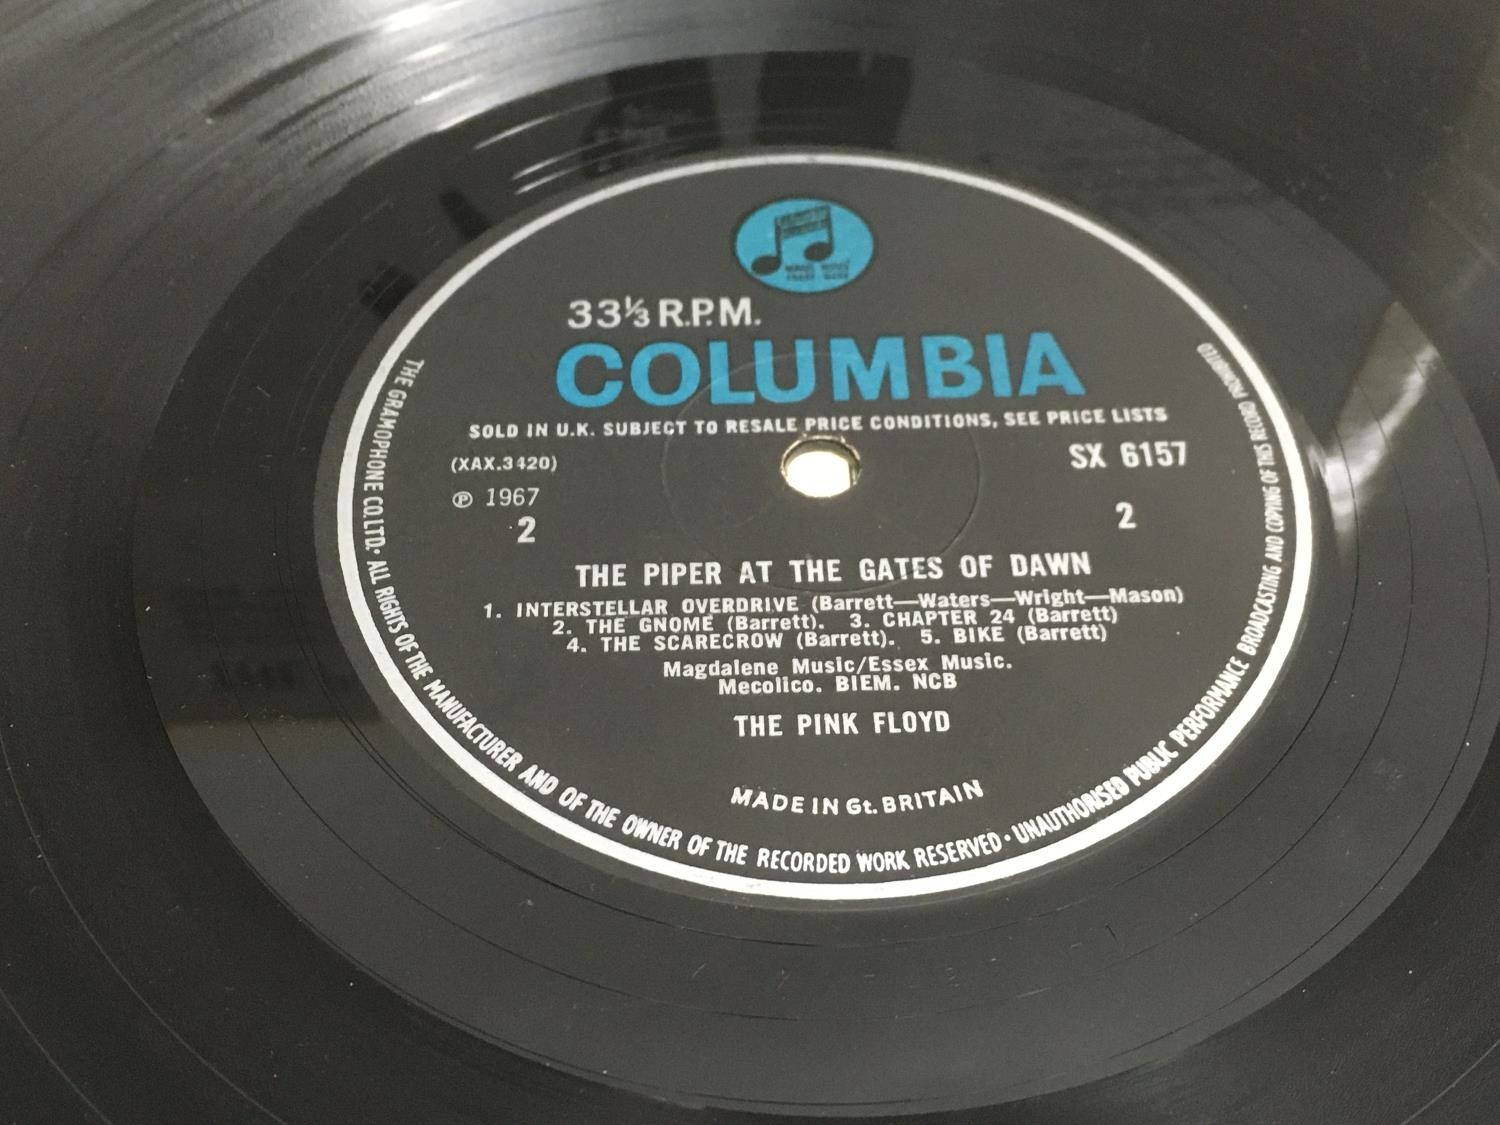 33⅓ R.P.M.
COLUMBIA
SOLD IN U.K. SUBJECT TO RESALE PRICE CONDITIONS, SEE PRICE LISTS
(XAX.3420) SX 6157
℗ 1967
2 2
THE PIPER AT THE GATES OF DAWN
1. INTERSTELLAR OVERDRIVE (Barrett—Waters—Wright—Mason)
2. THE GNOME (Barrett). 3. CHAPTER 24 (Barrett)
4. THE SCARECROW (Barrett). 5. BIKE (Barrett)
Magdalene Music/Essex Music.
Mecolico. BIEM. NCB
THE PINK FLOYD
MADE IN Gt. BRITAIN
THE GRAMOPHONE CO. LTD. · ALL RIGHTS OF THE MANUFACTURER AND OF THE OWNER OF THE RECORDED WORK RESERVED · UNAUTHORISED PUBLIC PERFORMANCE BROADCASTING AND COPYING OF THIS RECORD PROHIBITED